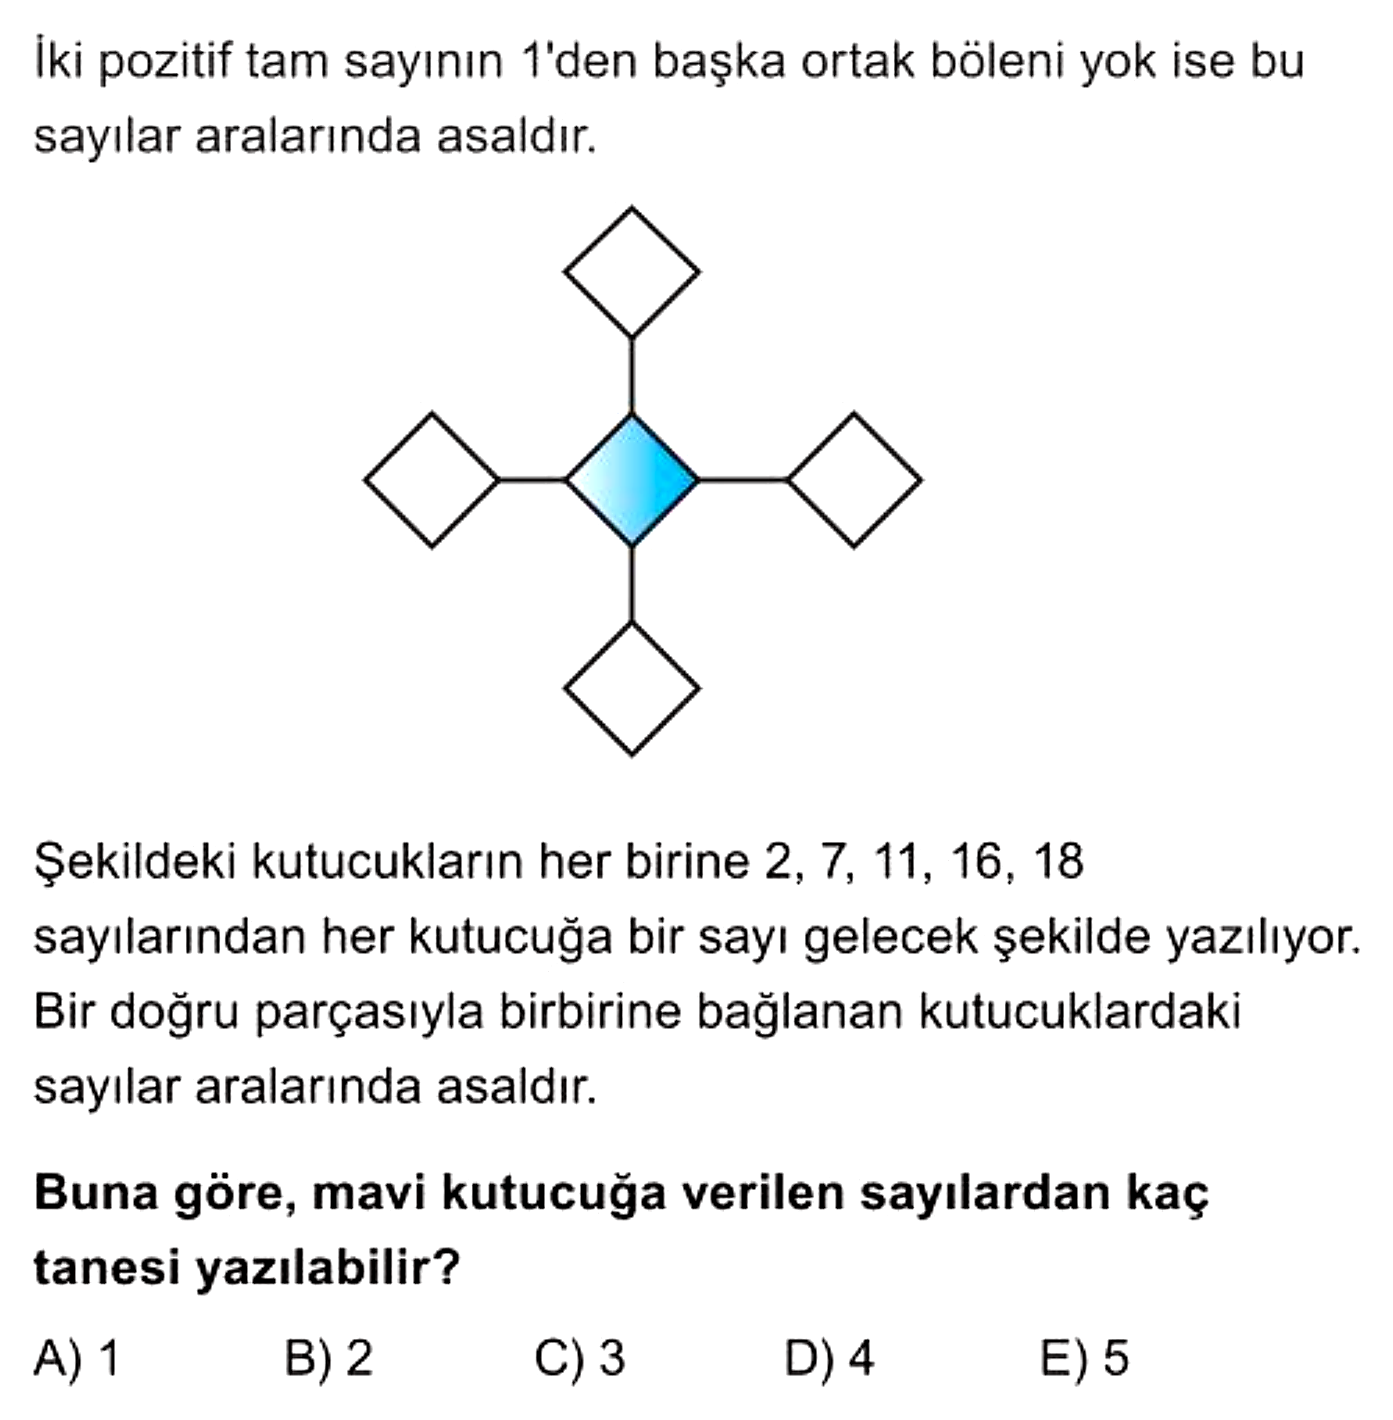 İki pozitif tam sayının 1'den başka ortak böleni yok ise bu
sayılar aralarında asaldır.
Şekildeki kutucukların her birine 2, 7, 11, 16, 18
sayılarından her kutucuğa bir sayı gelecek şekilde yazılıyor.
Bir doğru parçasıyla birbirine bağlanan kutucuklardaki
sayılar aralarında asaldır.
Buna göre, mavi kutucuğa verilen sayılardan kaç
tanesi yazılabilir?
A) 1 B) 2 C) 3 D) 4 E) 5